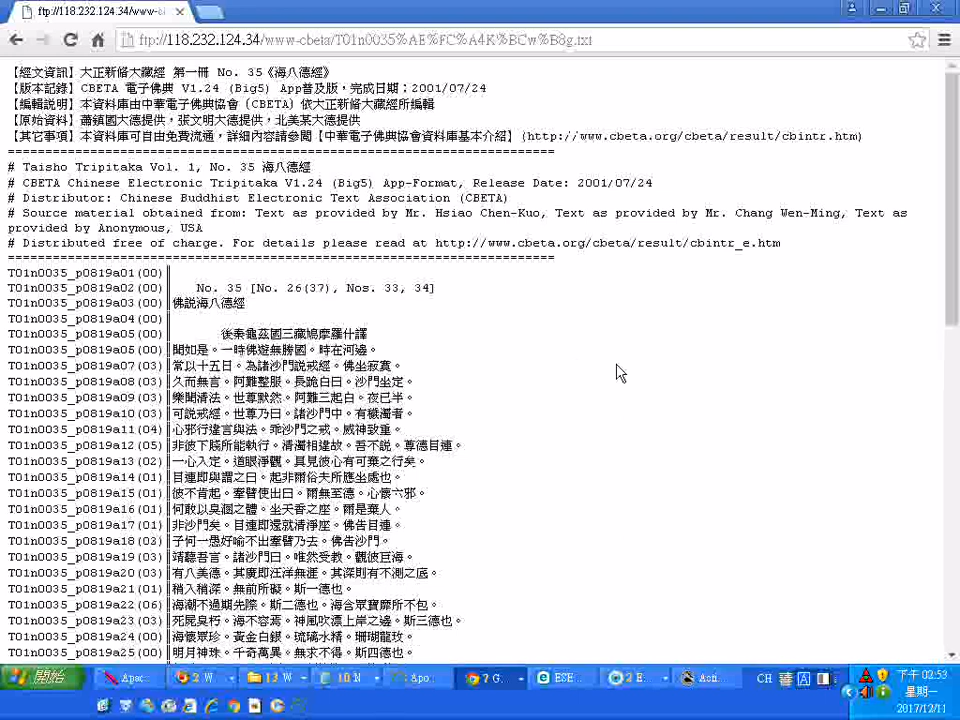 ftp://118.232.124.34/www-cb
ftp://118.232.124.34/www-cbeta/T01n0035%AE%FC%A4K%BCw%B8g.txt
【經文資訊】大正新脩大藏經 第一冊 No. 35《海八德經》
【版本記錄】CBETA 電子佛典 V1.24 (Big5) App普及版，完成日期：2001/07/24
【編輯說明】本資料庫由中華電子佛典協會（CBETA）依大正新脩大藏經所編輯
【原始資料】蕭鎮國大德提供，張文明大德提供，北美某大德提供
【其它事項】本資料庫可自由免費流通，詳細內容請參閱【中華電子佛典協會資料庫基本介紹】(http://www.cbeta.org/cbeta/result/cbintr.htm)
=========================================================================
# Taisho Tripitaka Vol. 1, No. 35 海八德經
# CBETA Chinese Electronic Tripitaka V1.24 (Big5) App-Format, Release Date: 2001/07/24
# Distributor: Chinese Buddhist Electronic Text Association (CBETA)
# Source material obtained from: Text as provided by Mr. Hsiao Chen-Kuo, Text as provided by Mr. Chang Wen-Ming, Text as
provided by Anonymous, USA
# Distributed free of charge. For details please read at http://www.cbeta.org/cbeta/result/cbintr_e.htm
=========================================================================
T01n0035_p0819a01(00)║
T01n0035_p0819a02(00)║   No. 35 [No. 26(37), Nos. 33, 34]
T01n0035_p0819a03(00)║佛說海八德經
T01n0035_p0819a04(00)║
T01n0035_p0819a05(00)║      後秦龜茲國三藏鳩摩羅什譯
T01n0035_p0819a06(00)║聞如是。一時佛遊無勝國。時在河邊。
T01n0035_p0819a07(03)║常以十五日。為諸沙門說戒經。佛坐寂寞。
T01n0035_p0819a08(03)║久而無言。阿難整服。長跪白曰。沙門坐定。
T01n0035_p0819a09(03)║樂聞清法。世尊默然。阿難三起白。夜已半。
T01n0035_p0819a10(03)║可說戒經。世尊乃曰。諸沙門中。有穢濁者。
T01n0035_p0819a11(04)║心邪行違言與法。乖沙門之戒。威神致重。
T01n0035_p0819a12(05)║非彼下賤所能執行。清濁相違故。吾不說。尊德目連。
T01n0035_p0819a13(02)║一心入定。道眼淨觀。具見彼心有可棄之行矣。
T01n0035_p0819a14(01)║目連即與謂之曰。起非爾俗夫所應坐處也。
T01n0035_p0819a15(01)║彼不肯起。牽臂使出曰。爾無至德。心懷六邪。
T01n0035_p0819a16(01)║何敢以臭溷之體。坐天香之座。爾是棄人。
T01n0035_p0819a17(01)║非沙門矣。目連即還就清淨座。佛告目連。
T01n0035_p0819a18(02)║子何一愚好喻不出牽臂乃去。佛告沙門。
T01n0035_p0819a19(03)║靖聽吾言。諸沙門曰。唯然受教。觀彼巨海。
T01n0035_p0819a20(03)║有八美德。其廣即汪洋無涯。其深則有不測之底。
T01n0035_p0819a21(01)║稍入稍深。無前所礙。斯一德也。
T01n0035_p0819a22(06)║海潮不過期先際。斯二德也。海含眾寶靡所不包。
T01n0035_p0819a23(03)║死屍臭朽。海不容焉。神風吹漂上岸之邊。斯三德也。
T01n0035_p0819a24(00)║海懷眾珍。黃金白銀。琉璃水精。珊瑚龍玫。
T01n0035_p0819a25(00)║明月神珠。千奇萬異。無求不得。斯四德也。
開始
Apac
2 W
13 W
10 N
Apo
7 G.
ESE
2 E
Acti
CH
下午 02:53
星期一
2017/12/11